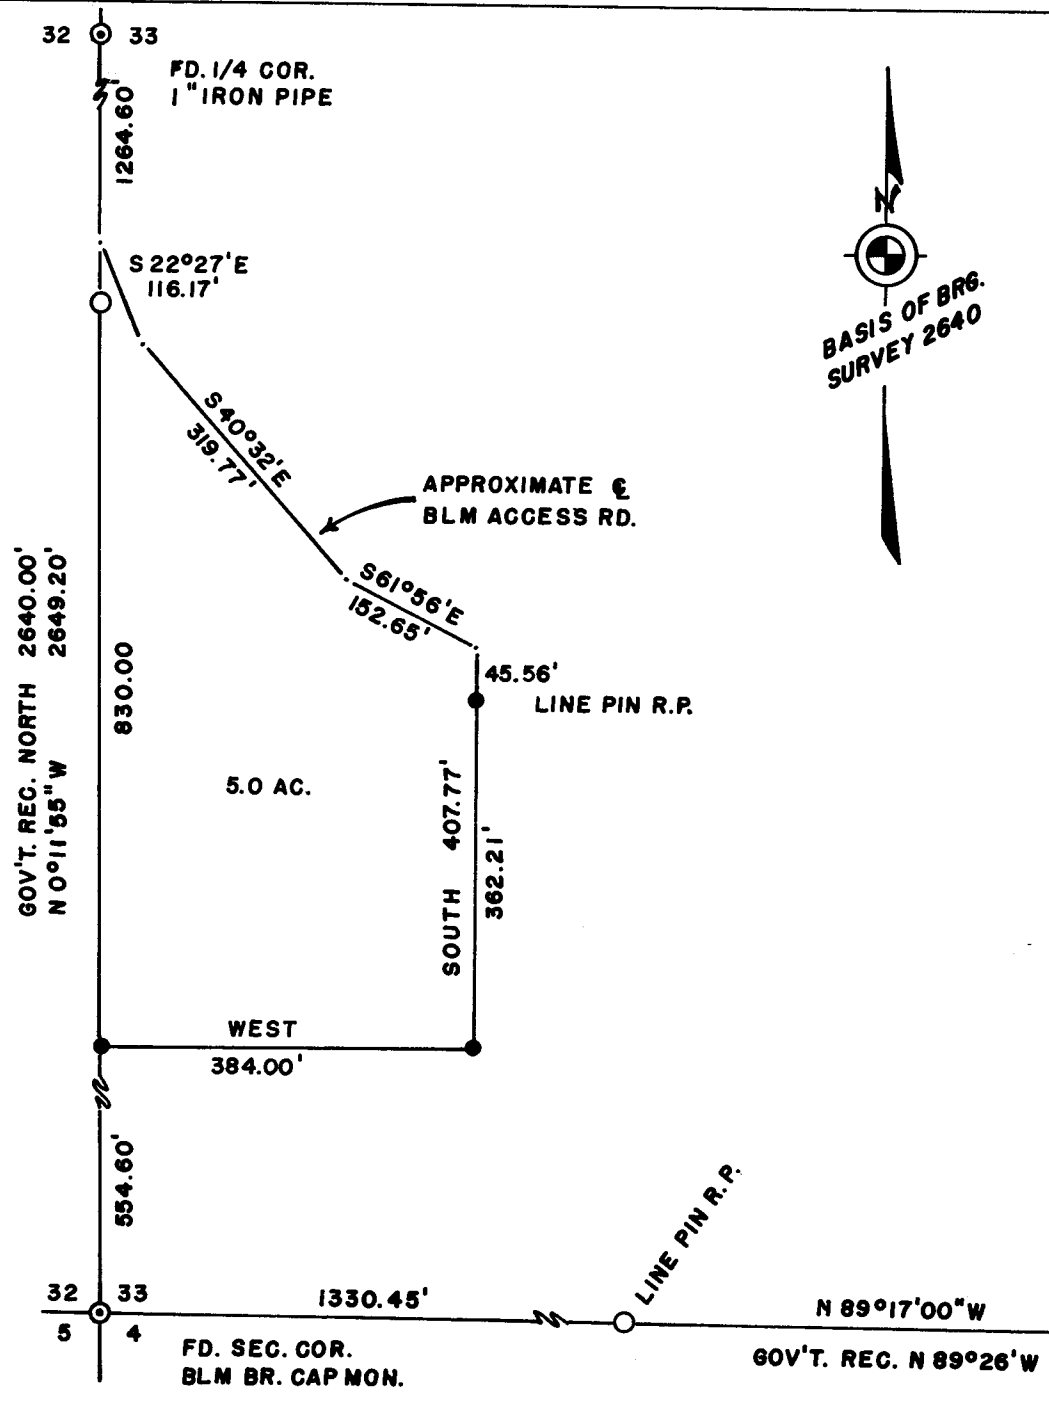 32 33
FD. 1/4 COR.
1" IRON PIPE
1264.60'
S 22°27'E
116.17'
N
BASIS OF BRG.
SURVEY 2640
S 40°32'E
319.77'
APPROXIMATE ℄
BLM ACCESS RD.
S61°56'E
152.65'
45.56'
LINE PIN R.P.
GOV'T. REC. NORTH 2640.00'
N 0°11'55"W 2649.20'
830.00
5.0 AC.
SOUTH 407.77'
362.21'
WEST
384.00'
554.60'
LINE PIN R.P.
32 33
5 4
1330.45'
N 89°17'00"W
GOV'T. REC. N 89°26'W
FD. SEC. COR.
BLM BR. CAP MON.